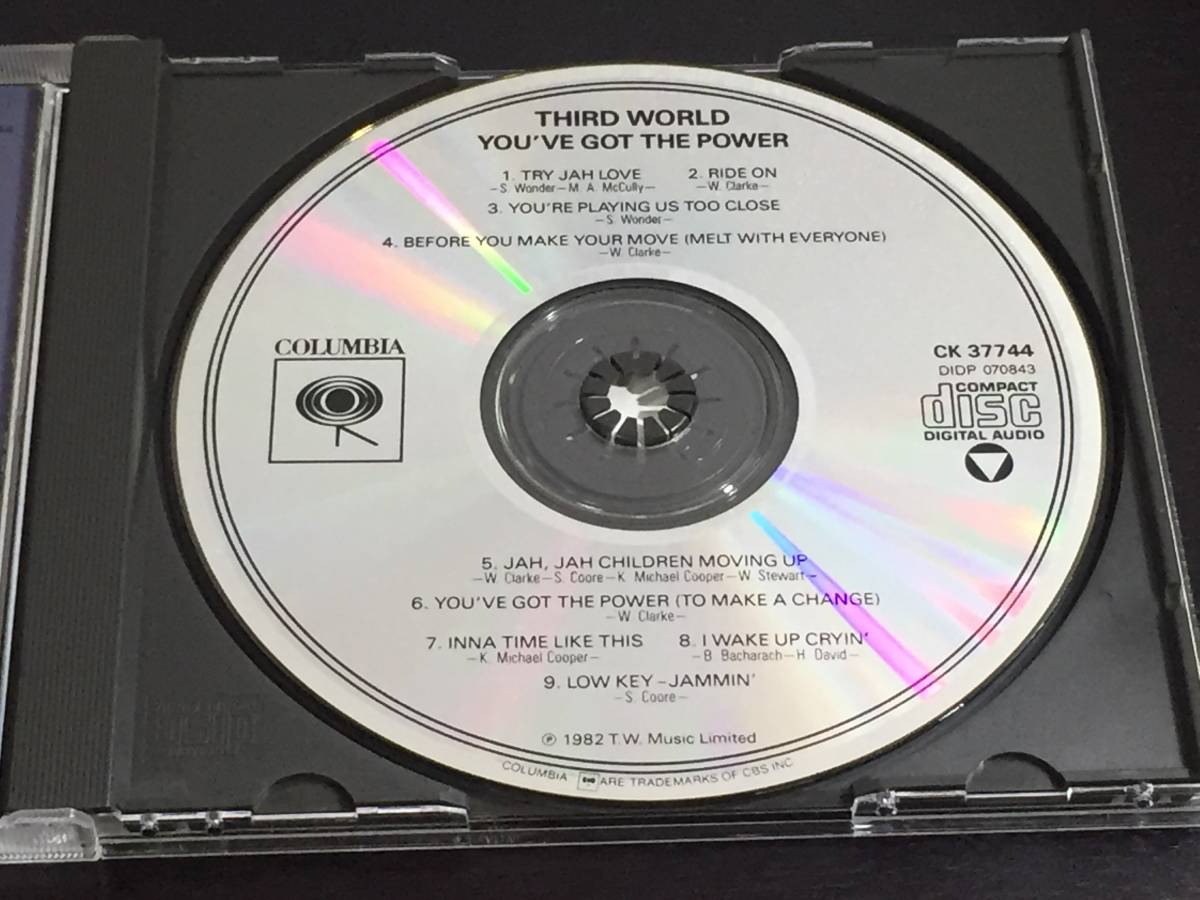 THIRD WORLD
YOU'VE GOT THE POWER
1. TRY JAH LOVE 2. RIDE ON
-S. Wonder-M. A. McCully- -W. Clarke-
3. YOU'RE PLAYING US TOO CLOSE
-S. Wonder-
4. BEFORE YOU MAKE YOUR MOVE (MELT WITH EVERYONE)
-W. Clarke-
COLUMBIA
CK 37744
DIDP 070843
COMPACT
disc
DIGITAL AUDIO
5. JAH, JAH CHILDREN MOVING UP
-W. Clarke-S. Coore-K. Michael Cooper-W. Stewart-
6. YOU'VE GOT THE POWER (TO MAKE A CHANGE)
-W. Clarke-
7. INNA TIME LIKE THIS 8. I WAKE UP CRYIN'
-K. Michael Cooper- -B. Bacharach-H. David-
9. LOW KEY-JAMMIN'
-S. Coore-
℗ 1982 T.W. Music Limited
COLUMBIA ARE TRADEMARKS OF CBS INC